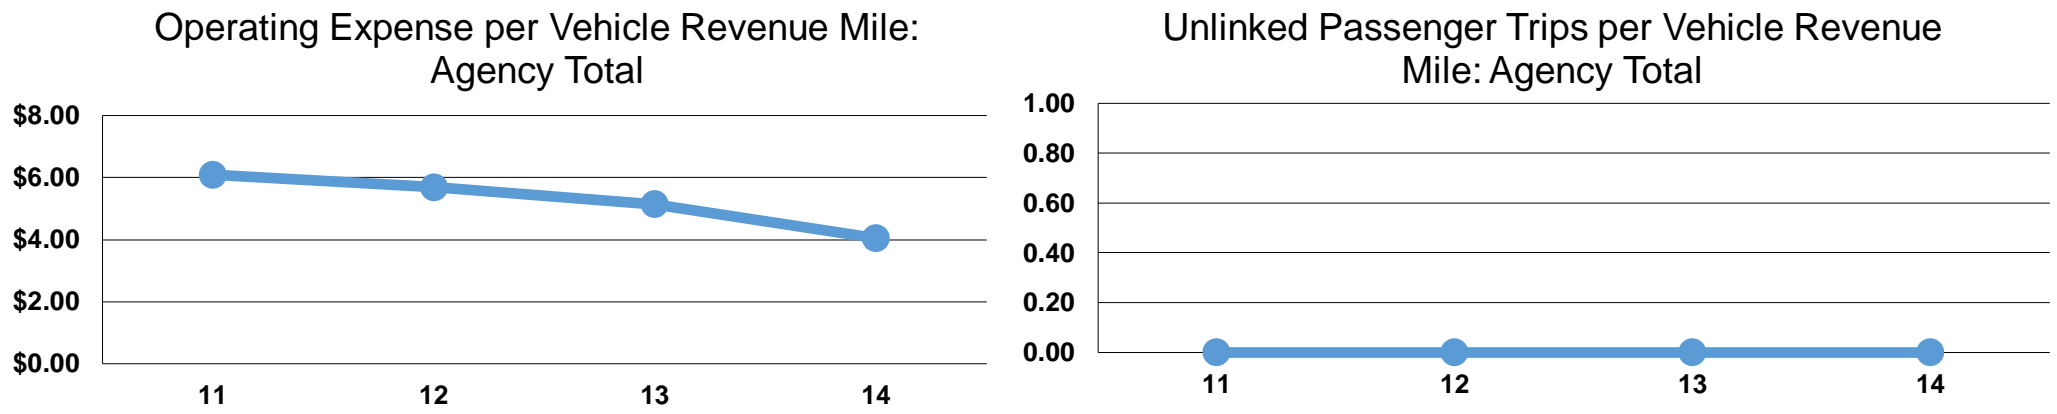 Operating Expense per Vehicle Revenue Mile:
Agency Total
$8.00
$6.00
$4.00
$2.00
$0.00
11 12 13 14
Unlinked Passenger Trips per Vehicle Revenue
Mile: Agency Total
1.00
0.80
0.60
0.40
0.20
0.00
11 12 13 14